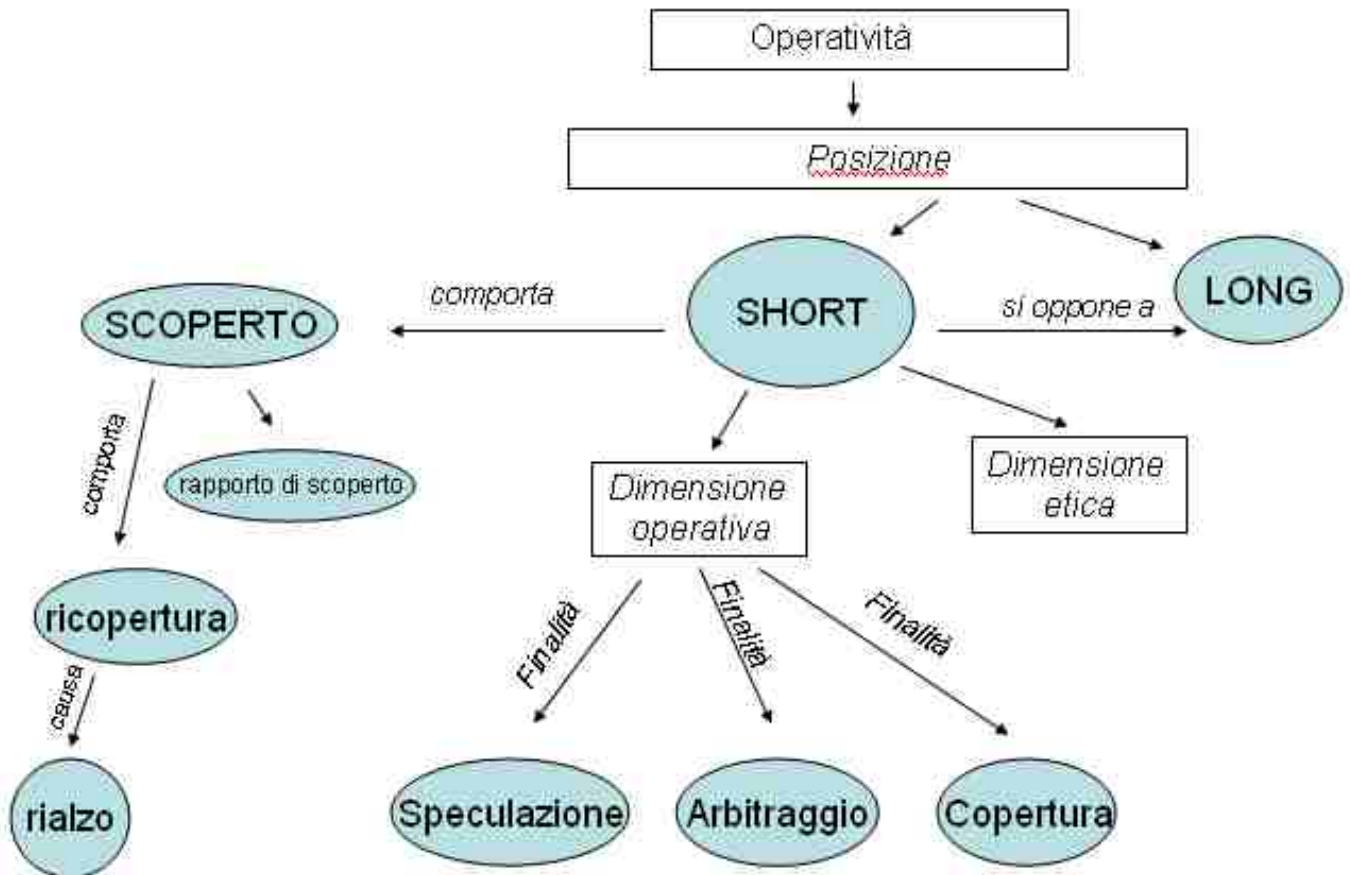 Operatività
Posizione
SHORT
LONG
SCOPERTO
comporta
si oppone a
comporta
rapporto di scoperto
Dimensione
operativa
Dimensione
etica
ricopertura
causa
rialzo
Finalità
Finalità
Finalità
Speculazione
Arbitraggio
Copertura